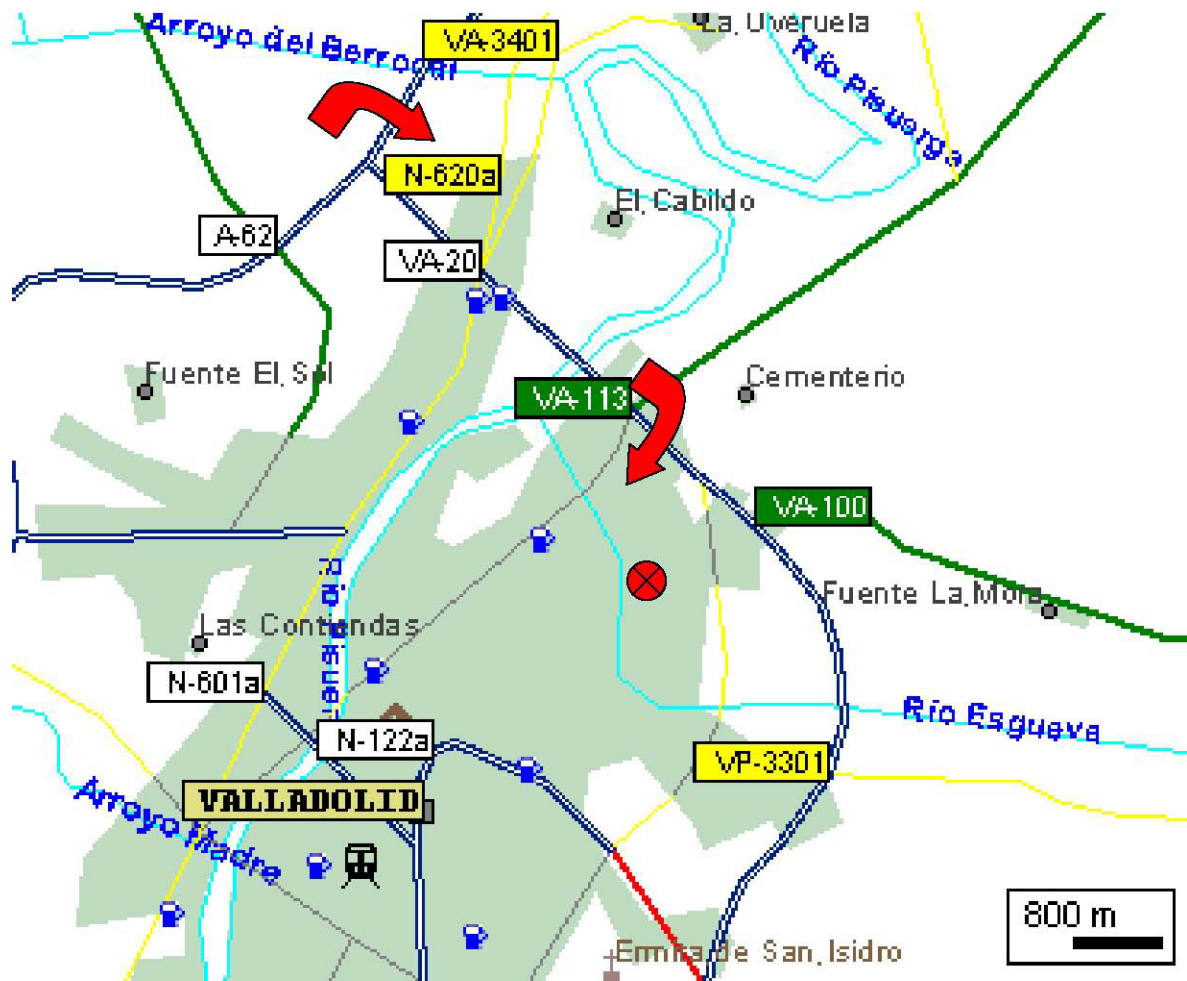 La, Overuela
Arroyo del Berrocal
VA-3401
Río Pisuerga
N-620a
El, Cabildo
A-62
VA-20
Fuente El, Sol
Cementerio
VA-113
VA-100
Fuente La, Mora
Las Contiendas
N-601a
Río Esgueva
N-122a
VP-3301
VALLADOLID
Arroyo Madre
800 m
Ermita de San, Isidro